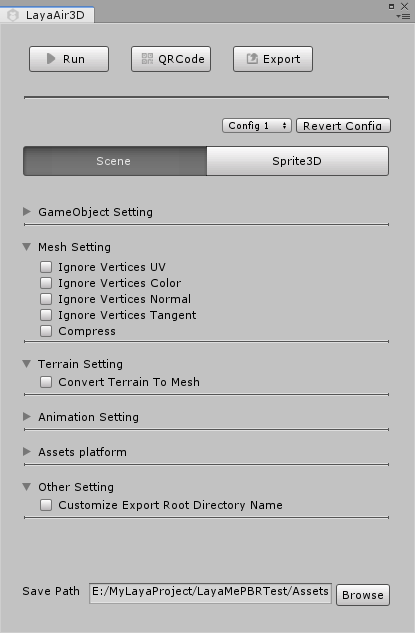 LayaAir3D
Run QRCode Export
Config 1 Revert Config
Scene Sprite3D
GameObject Setting
Mesh Setting
Ignore Vertices UV
Ignore Vertices Color
Ignore Vertices Normal
Ignore Vertices Tangent
Compress
Terrain Setting
Convert Terrain To Mesh
Animation Setting
Assets platform
Other Setting
Customize Export Root Directory Name
Save Path E:/MyLayaProject/LayaMePBRTest/Assets Browse